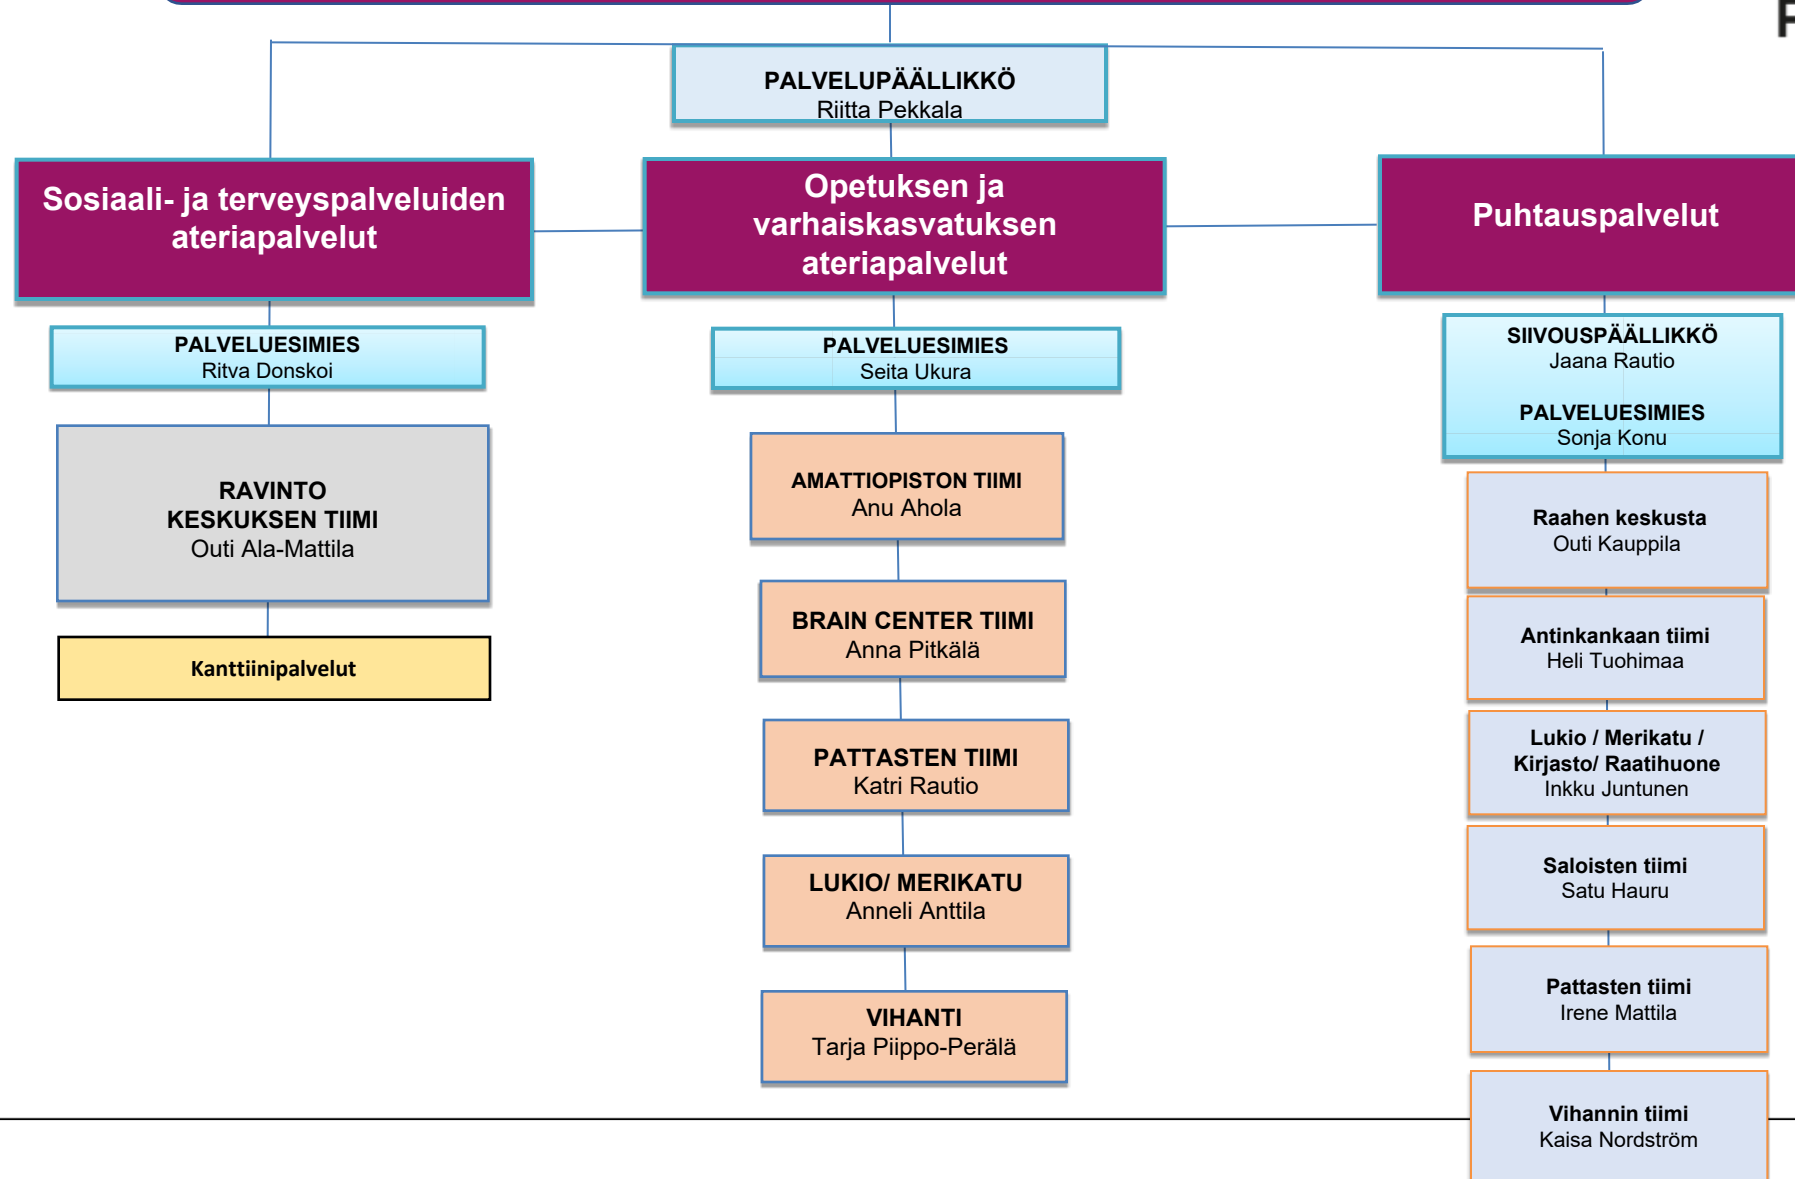 PALVELUPÄÄLLIKKÖ
Riitta Pekkala
Sosiaali- ja terveyspalveluiden
ateriapalvelut
Opetuksen ja
varhaiskasvatuksen
ateriapalvelut
Puhtauspalvelut
PALVELUESIMIES
Ritva Donskoi
RAVINTO
KESKUKSEN TIIMI
Outi Ala-Mattila
Kanttiinipalvelut
PALVELUESIMIES
Seita Ukura
AMATTIOPISTON TIIMI
Anu Ahola
BRAIN CENTER TIIMI
Anna Pitkälä
PATTASTEN TIIMI
Katri Rautio
LUKIO/ MERIKATU
Anneli Anttila
VIHANTI
Tarja Piippo-Perälä
SIIVOUSPÄÄLLIKKÖ
Jaana Rautio
PALVELUESIMIES
Sonja Konu
Raahen keskusta
Outi Kauppila
Antinkankaan tiimi
Heli Tuohimaa
Lukio / Merikatu /
Kirjasto/ Raatihuone
Inkku Juntunen
Saloisten tiimi
Satu Hauru
Pattasten tiimi
Irene Mattila
Vihannin tiimi
Kaisa Nordström